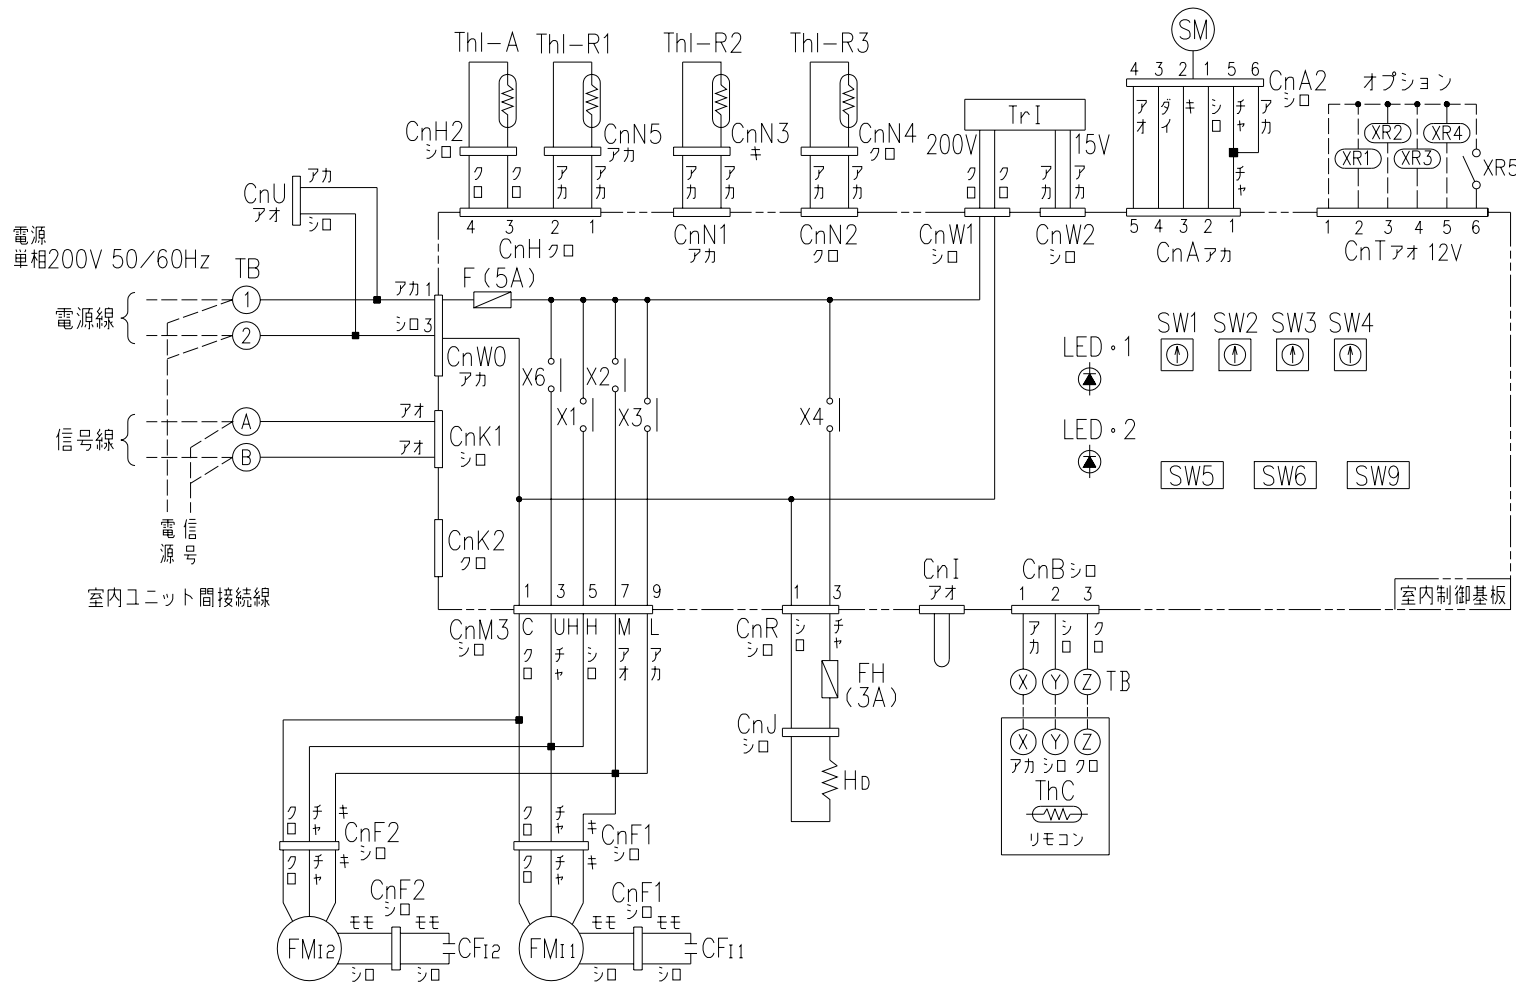 SM
ThI-A ThI-R1 ThI-R2 ThI-R3
4 3 2 1 5 6
CnA2
シロ
オプション
CnH2
シロ
CnN5
アカ
CnN3
キ
CnN4
クロ
TrI
200V 15V
アオ ダイ キ シロ チャ アカ
XR1 XR2 XR3 XR4 XR5
クロ クロ アカ アカ アカ アカ アカ アカ クロ クロ アカ アカ チャ
CnU
アオ
アカ
シロ
4 3 2 1
CnH クロ
CnN1
アカ
CnN2
クロ
CnW1
シロ
CnW2
シロ
5 4 3 2 1
CnA アカ
1 2 3 4 5 6
CnT アオ 12V
電源
単相200V 50/60Hz
TB
F(5A)
電源線
1
アカ 1
2
シロ 3
CnW0
アカ
X6 X2
X1 X3 X4
LED・1
SW1 SW2 SW3 SW4
LED・2
信号線
A
アオ
B
アオ
CnK1
シロ
SW5 SW6 SW9
電源 信号
CnK2
クロ
室内ユニット間接続線
1 3 5 7 9
1 3
CnI
アオ
CnB シロ
1 2 3
室内制御基板
CnM3
シロ
C UH H M L
クロ チャ シロ アオ アカ
CnR
シロ
シロ チャ
アカ シロ クロ
FH
(3A)
X Y Z TB
CnJ
シロ
X Y Z
アカ シロ クロ
HD
ThC
リモコン
クロ チャ キ
CnF2
シロ
クロ チャ キ
クロ チャ キ
CnF1
シロ
クロ チャ キ
CnF2
シロ
CnF1
シロ
モモ モモ
モモ モモ
FMI2 CFI2
FMI1 CFI1
シロ シロ
シロ シロ